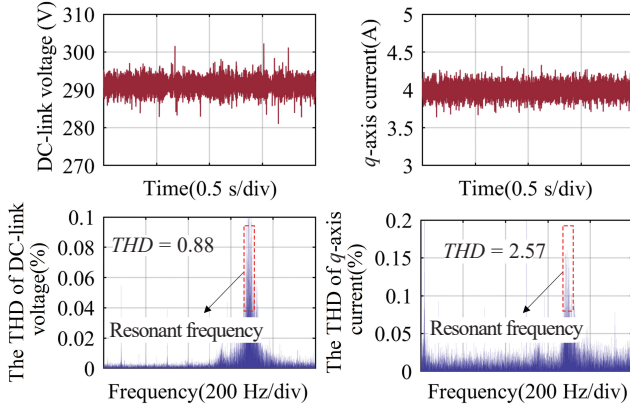 DC-link voltage (V)
310
300
290
280
270
Time(0.5 s/div)
q-axis current(A)
5
4.5
4
3.5
3
Time(0.5 s/div)
The THD of DC-link
voltage(%)
0.1
0.08
0.06
0.04
0.02
0
THD = 0.88
Resonant frequency
Frequency(200 Hz/div)
The THD of q-axis
current(%)
0.2
0.15
0.1
0.05
0
THD = 2.57
Resonant frequency
Frequency(200 Hz/div)